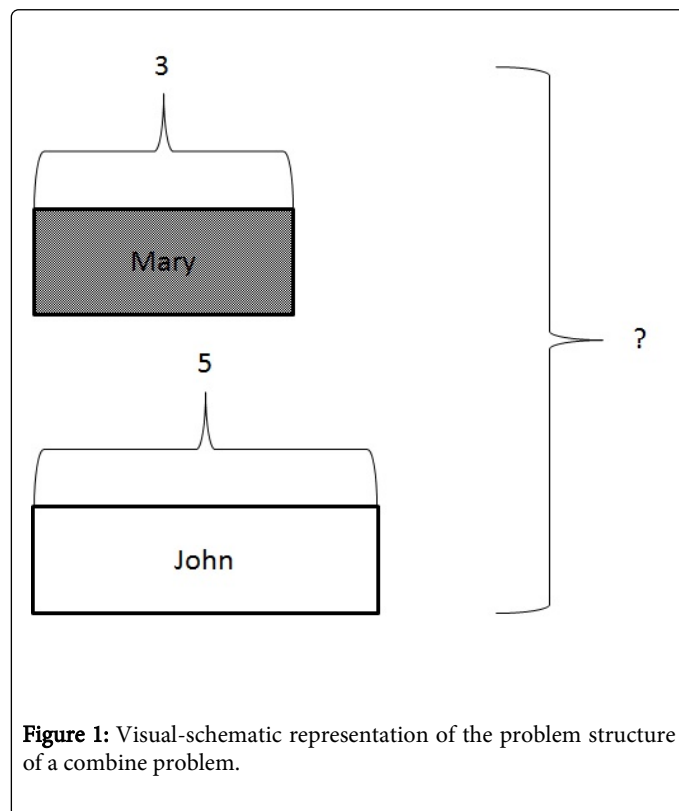 3
Mary
5
?
John
Figure 1: Visual-schematic representation of the problem structure
of a combine problem.